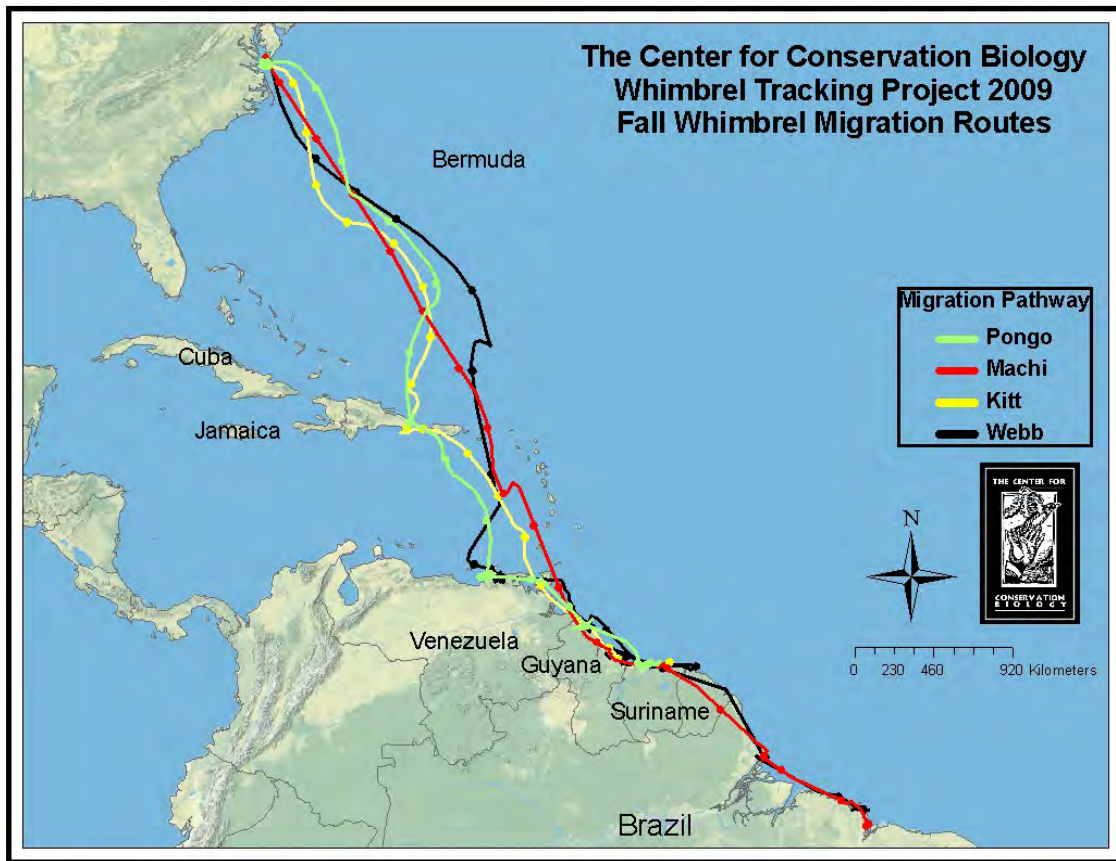 The Center for Conservation Biology
Whimbrel Tracking Project 2009
Fall Whimbrel Migration Routes
Bermuda
Migration Pathway
Pongo
Machi
Kitt
Webb
Cuba
Jamaica
THE CENTER FOR
CONSERVATION
BIOLOGY
N
Venezuela
Guyana
Suriname
Brazil
0 230 460 920 Kilometers